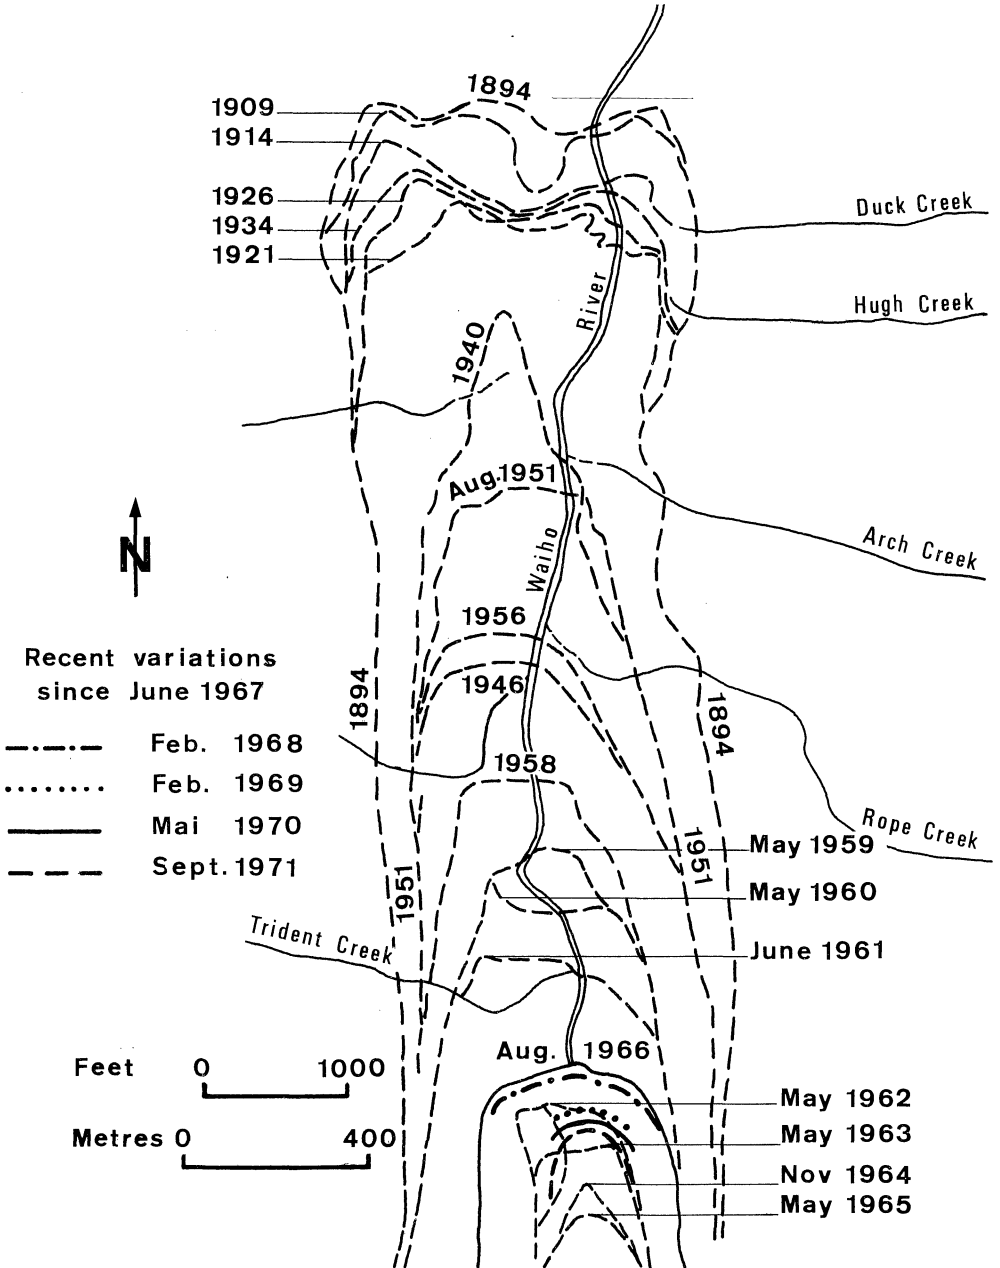 1894
1909
1914
1926
1934
1921
Duck Creek
Hugh Creek
River
1940
Aug. 1951
Arch Creek
Waiho
N
1956
1946
Recent variations
since June 1967
Feb. 1968
Feb. 1969
Mai 1970
Sept. 1971
1894
1894
1958
Rope Creek
May 1959
1951
1951
May 1960
Trident Creek
June 1961
Aug. 1966
Feet 0 1000
Metres 0 400
May 1962
May 1963
Nov 1964
May 1965